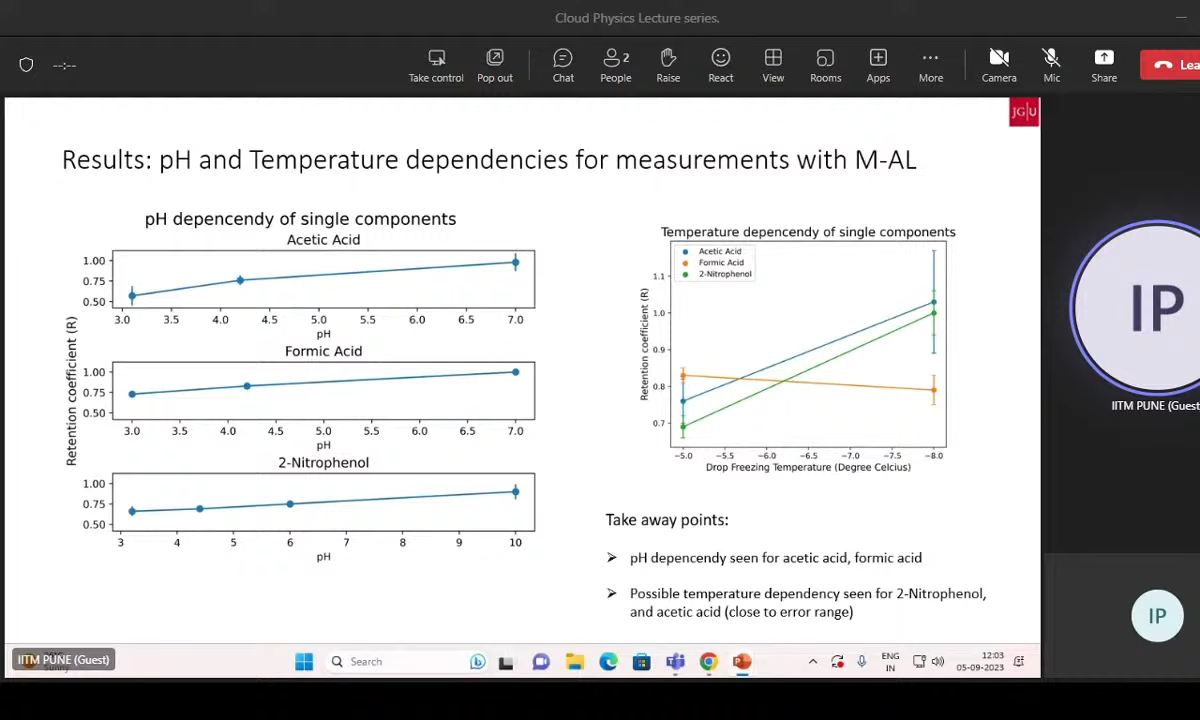 Cloud Physics Lecture series.
--:--
Take control
Pop out
Chat
People 2
Raise
React
View
Rooms
Apps
More
Camera
Mic
Share
Lea
JG|U
Results: pH and Temperature dependencies for measurements with M-AL
pH depencendy of single components
Acetic Acid
1.00
0.75
0.50
3.0 3.5 4.0 4.5 5.0 5.5 6.0 6.5 7.0
pH
Formic Acid
1.00
0.75
0.50
3.0 3.5 4.0 4.5 5.0 5.5 6.0 6.5 7.0
pH
2-Nitrophenol
1.00
0.75
0.50
3 4 5 6 7 8 9 10
pH
Retention coefficient (R)
Temperature depencency of single components
Acetic Acid
Formic Acid
2-Nitrophenol
1.1
1.0
0.9
0.8
0.7
Retention coefficient (R)
−5.0 −5.5 −6.0 −6.5 −7.0 −7.5 −8.0
Drop Freezing Temperature (Degree Celcius)
Take away points:
pH depencendy seen for acetic acid, formic acid
Possible temperature dependency seen for 2-Nitrophenol,
and acetic acid (close to error range)
IP
IITM PUNE (Guest
IP
IITM PUNE (Guest)
Search
ENG
IN
12:03
05-09-2023